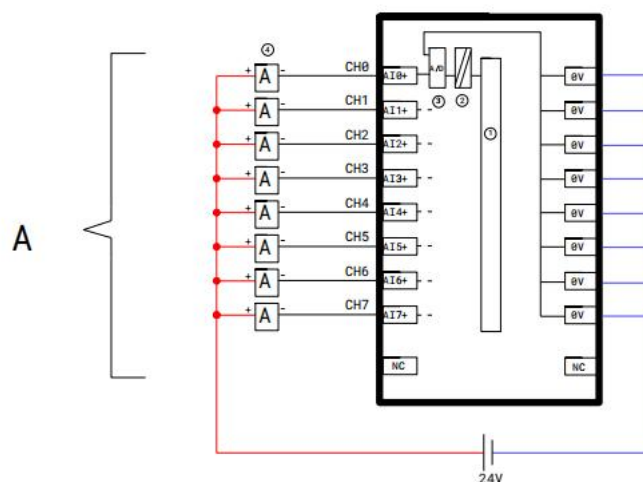 ④
+ A - CH0 AI0+ A/D 0V
③ ②
+ A - CH1 AI1+ 0V
①
+ A - CH2 AI2+ 0V
+ A - CH3 AI3+ 0V
+ A - CH4 AI4+ 0V
A
+ A - CH5 AI5+ 0V
+ A - CH6 AI6+ 0V
+ A - CH7 AI7+ 0V
NC NC
24V